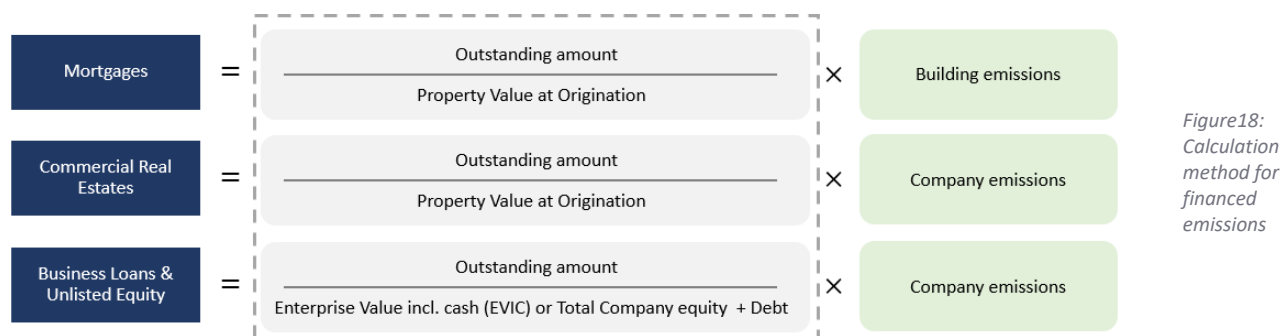 Mortgages
=
Outstanding amount
Property Value at Origination
×
Building emissions
Commercial Real
Estates
=
Outstanding amount
Property Value at Origination
×
Company emissions
Business Loans &
Unlisted Equity
=
Outstanding amount
Enterprise Value incl. cash (EVIC) or Total Company equity + Debt
×
Company emissions
Figure18:
Calculation
method for
financed
emissions